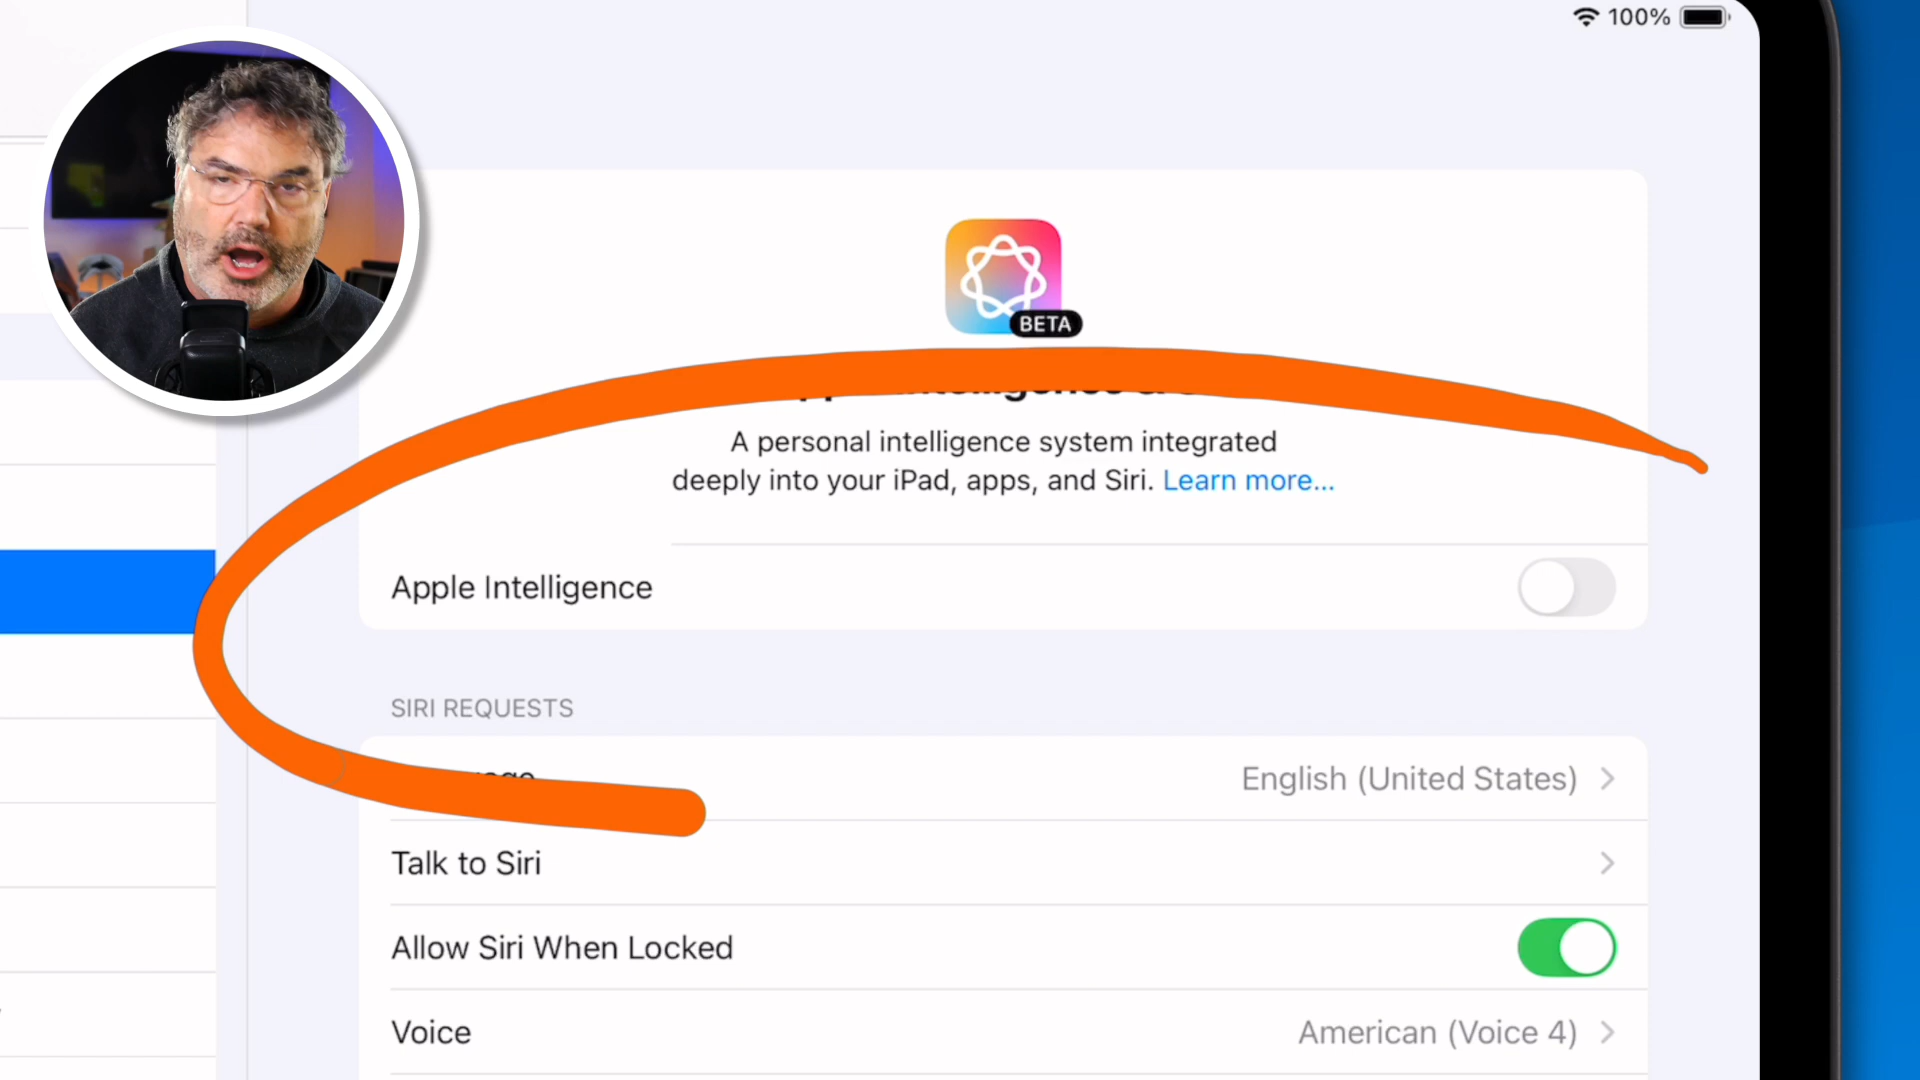 100%
BETA
A personal intelligence system integrated
deeply into your iPad, apps, and Siri. Learn more...
Apple Intelligence
SIRI REQUESTS
English (United States)
Talk to Siri
Allow Siri When Locked
Voice American (Voice 4)